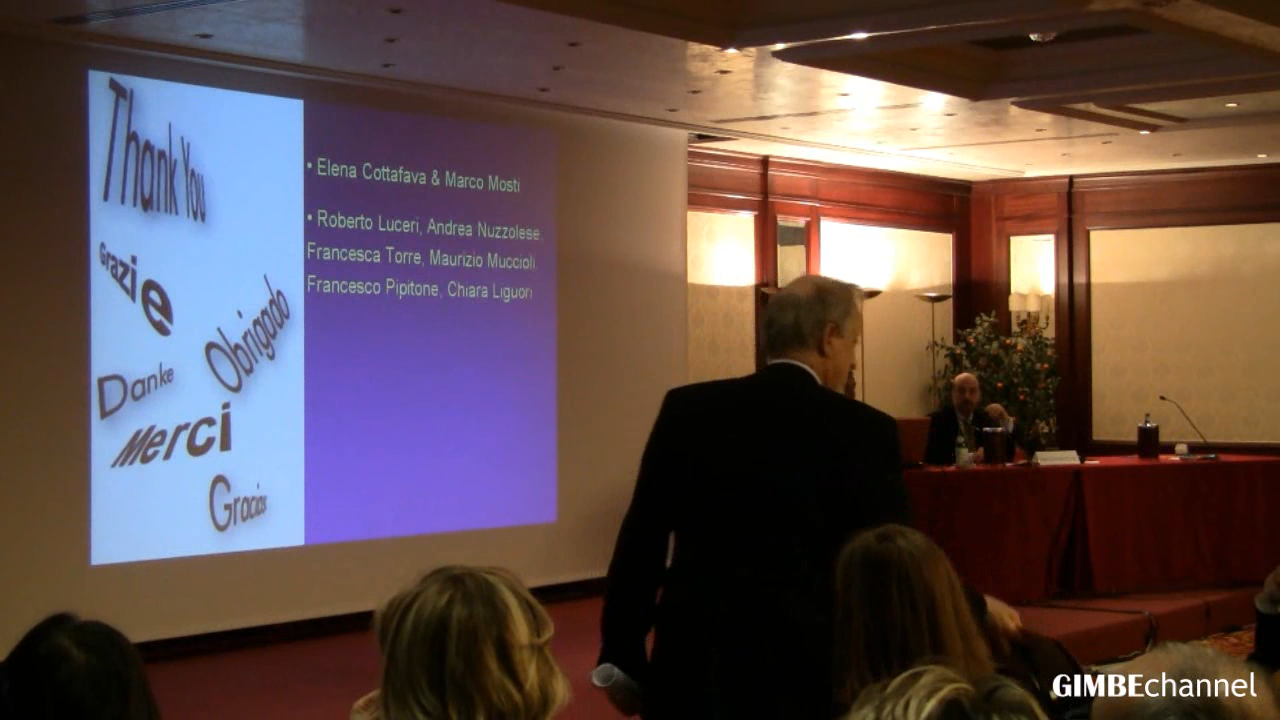 Thank You
Grazie
Obrigado
Danke
Merci
Gracias
• Elena Cottafava & Marco Mosti
• Roberto Luceri, Andrea Nuzzolese,
Francesca Torre, Maurizio Muccioli,
Francesco Pipitone, Chiara Liguori
GIMBEchannel